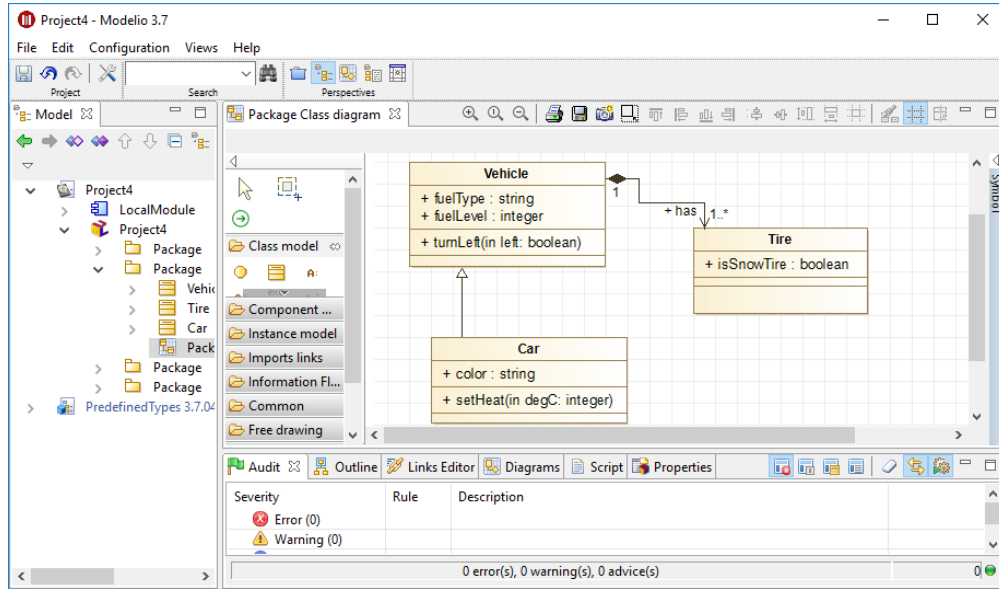 Project4 - Modelio 3.7
File Edit Configuration Views Help
Project
Search
Perspectives
Model
Package Class diagram
Project4
LocalModule
Project4
Package
Package
Vehic
Tire
Car
Pack
Package
Package
PredefinedTypes 3.7.04
Class model
A:
Component ...
Instance model
Imports links
Information Fl...
Common
Free drawing
Vehicle
+ fuelType : string
+ fuelLevel : integer
+ turnLeft(in left: boolean)
1
+ has
1..*
Tire
+ isSnowTire : boolean
Car
+ color : string
+ setHeat(in degC: integer)
Symbol
Audit Outline Links Editor Diagrams Script Properties
Severity Rule Description
Error (0)
Warning (0)
0 error(s), 0 warning(s), 0 advice(s)
0